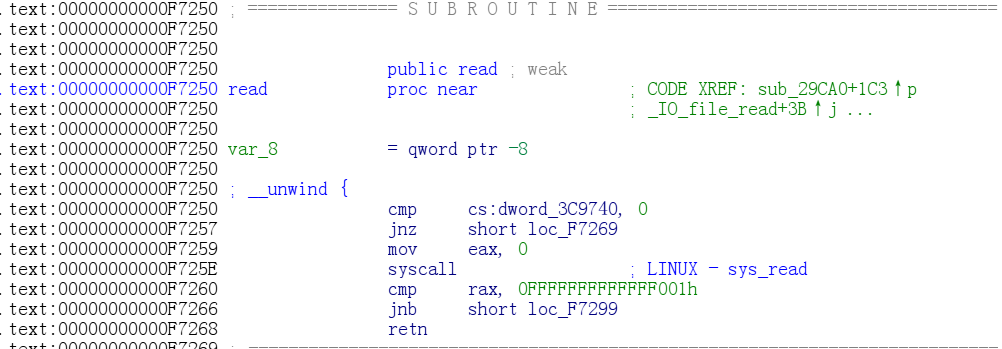 .text:00000000000F7250 ; =============== S U B R O U T I N E =======================================
.text:00000000000F7250
.text:00000000000F7250
.text:00000000000F7250 public read ; weak
.text:00000000000F7250 read proc near ; CODE XREF: sub_29CA0+1C3↑p
.text:00000000000F7250 ; _IO_file_read+3B↑j ...
.text:00000000000F7250
.text:00000000000F7250 var_8 = qword ptr -8
.text:00000000000F7250
.text:00000000000F7250 ; __unwind {
.text:00000000000F7250 cmp cs:dword_3C9740, 0
.text:00000000000F7257 jnz short loc_F7269
.text:00000000000F7259 mov eax, 0
.text:00000000000F725E syscall ; LINUX - sys_read
.text:00000000000F7260 cmp rax, 0FFFFFFFFFFFFF001h
.text:00000000000F7266 jnb short loc_F7299
.text:00000000000F7268 retn
.text:00000000000F7269 ; ===========================================================================